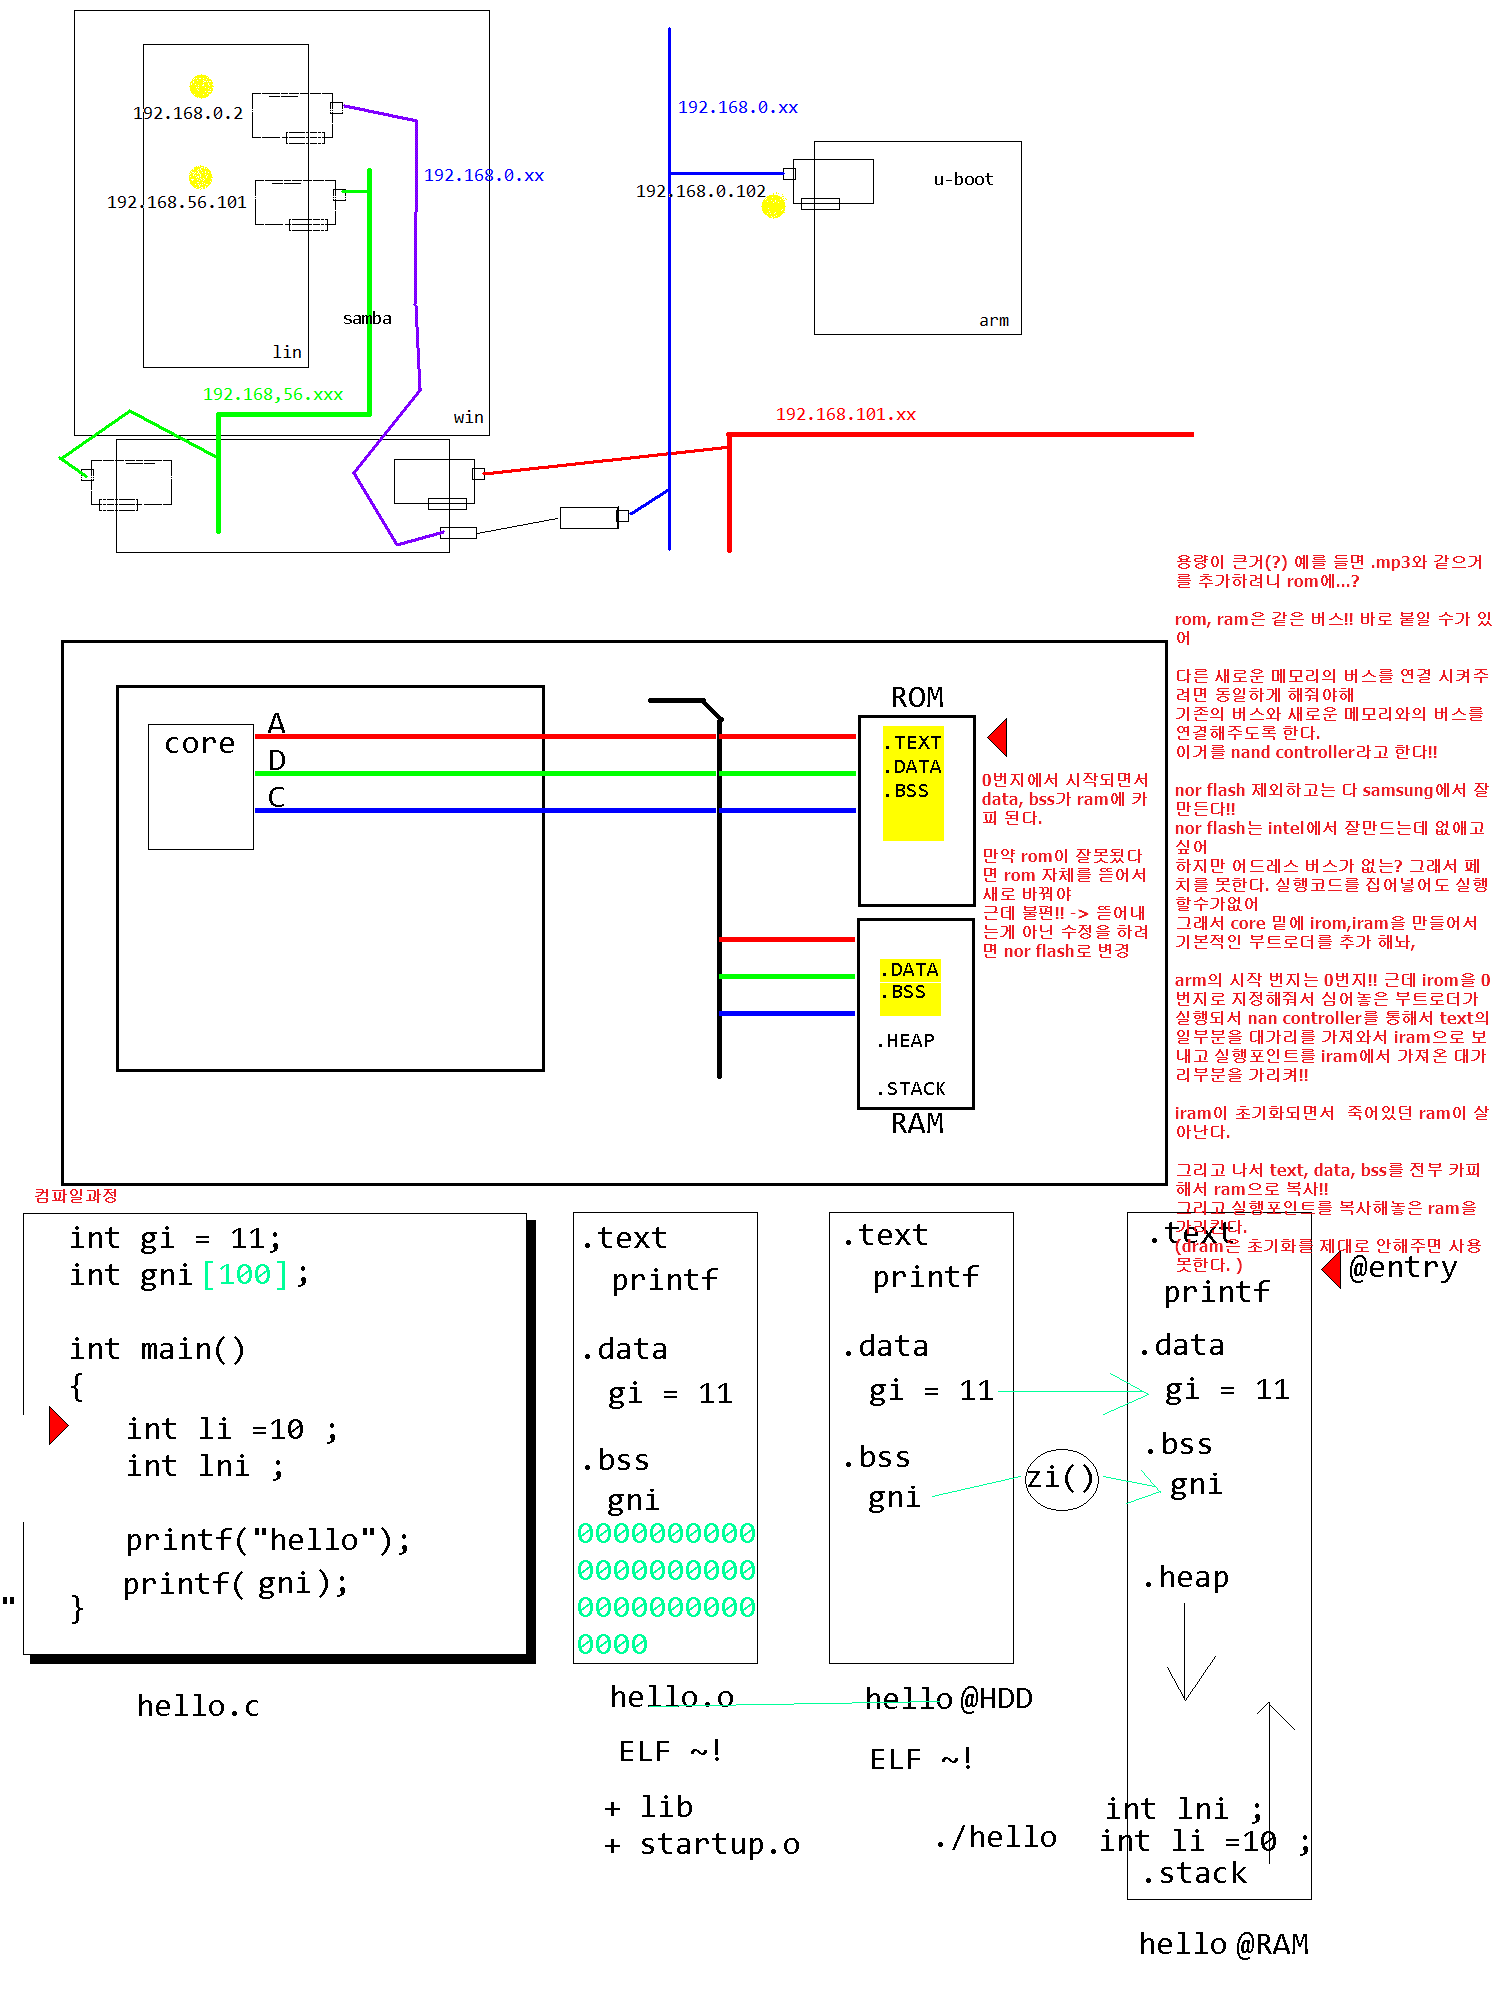 192.168.0.2
192.168.56.101
192.168.0.xx
samba
lin
192.168,56.xxx
win
192.168.0.xx
192.168.0.102
u-boot
arm
192.168.101.xx
용량이 큰거(?) 예를 들면 .mp3와 같으거
를 추가하려니 rom에...?
rom, ram은 같은 버스!! 바로 붙일 수가 있
어
다른 새로운 메모리의 버스를 연결 시켜주
려면 동일하게 해줘야해
기존의 버스와 새로운 메모리와의 버스를
연결해주도록 한다.
이거를 nand controller라고 한다!!
nor flash 제외하고는 다 samsung에서 잘
만든다!!
nor flash는 intel에서 잘만드는데 없애고
싶어
하지만 어드레스 버스가 없는? 그래서 페
치를 못한다. 실행코드를 집어넣어도 실행
할수가없어
그래서 core 밑에 irom,iram을 만들어서
기본적인 부트로더를 추가 해놔,
arm의 시작 번지는 0번지!! 근데 irom을 0
번지로 지정해줘서 심어놓은 부트로더가
실행되서 nan controller를 통해서 text의
일부분을 대가리를 가져와서 iram으로 보
내고 실행포인트를 iram에서 가져온 대가
리부분을 가리켜!!
iram이 초기화되면서 죽어있던 ram이 살
아난다.
그리고 나서 text, data, bss를 전부 카피
해서 ram으로 복사!!
그리고 실행포인트를 복사해놓은 ram을
가리킨다.
(dram은 초기화를 제대로 안해주면 사용
못한다. )
core
A
D
C
ROM
.TEXT
.DATA
.BSS
0번지에서 시작되면서
data, bss가 ram에 카
피 된다.
만약 rom이 잘못됬다
면 rom 자체를 뜯어서
새로 바꿔야
근데 불편!! -> 뜯어내
는게 아닌 수정을 하려
면 nor flash로 변경
.DATA
.BSS
.HEAP
.STACK
RAM
컴파일과정
int gi = 11;
int gni[100];
int main()
{
int li =10 ;
int lni ;
printf("hello");
printf( gni);
}
"
hello.c
.text
printf
.data
gi = 11
.bss
gni
0000000000
0000000000
0000000000
0000
hello.o
ELF ~!
+ lib
+ startup.o
.text
printf
.data
gi = 11
.bss
gni
hello @HDD
ELF ~!
./hello
zi()
.text
@entry
printf
.data
gi = 11
.bss
gni
.heap
int lni ;
int li =10 ;
.stack
hello @RAM